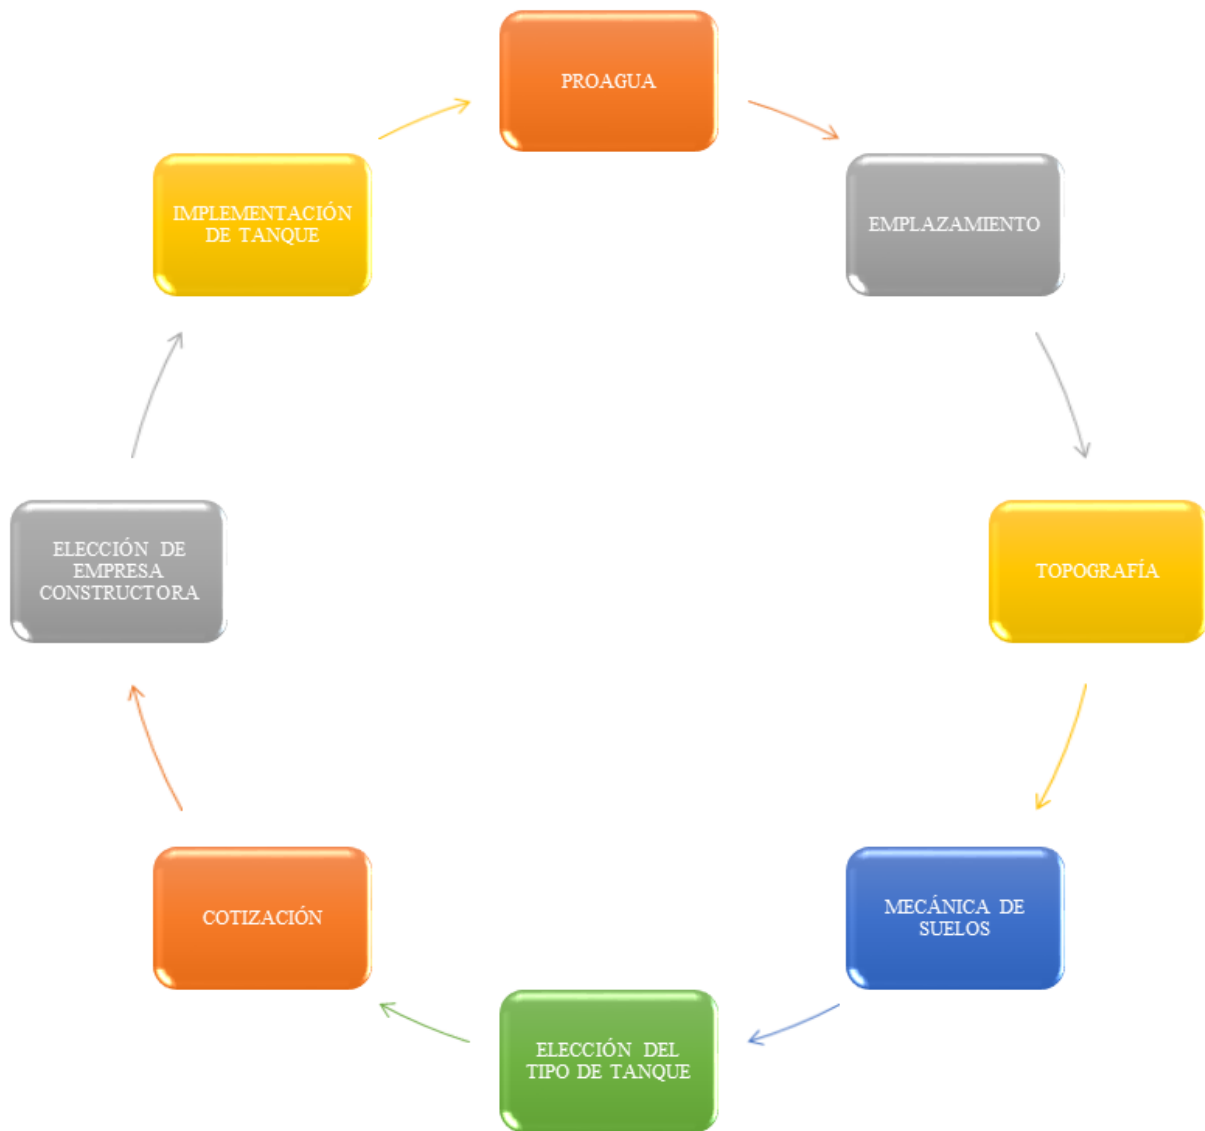 PROAGUA
EMPLAZAMIENTO
TOPOGRAFÍA
MECÁNICA DE
SUELOS
ELECCIÓN DEL
TIPO DE TANQUE
COTIZACIÓN
ELECCIÓN DE
EMPRESA
CONSTRUCTORA
IMPLEMENTACIÓN
DE TANQUE